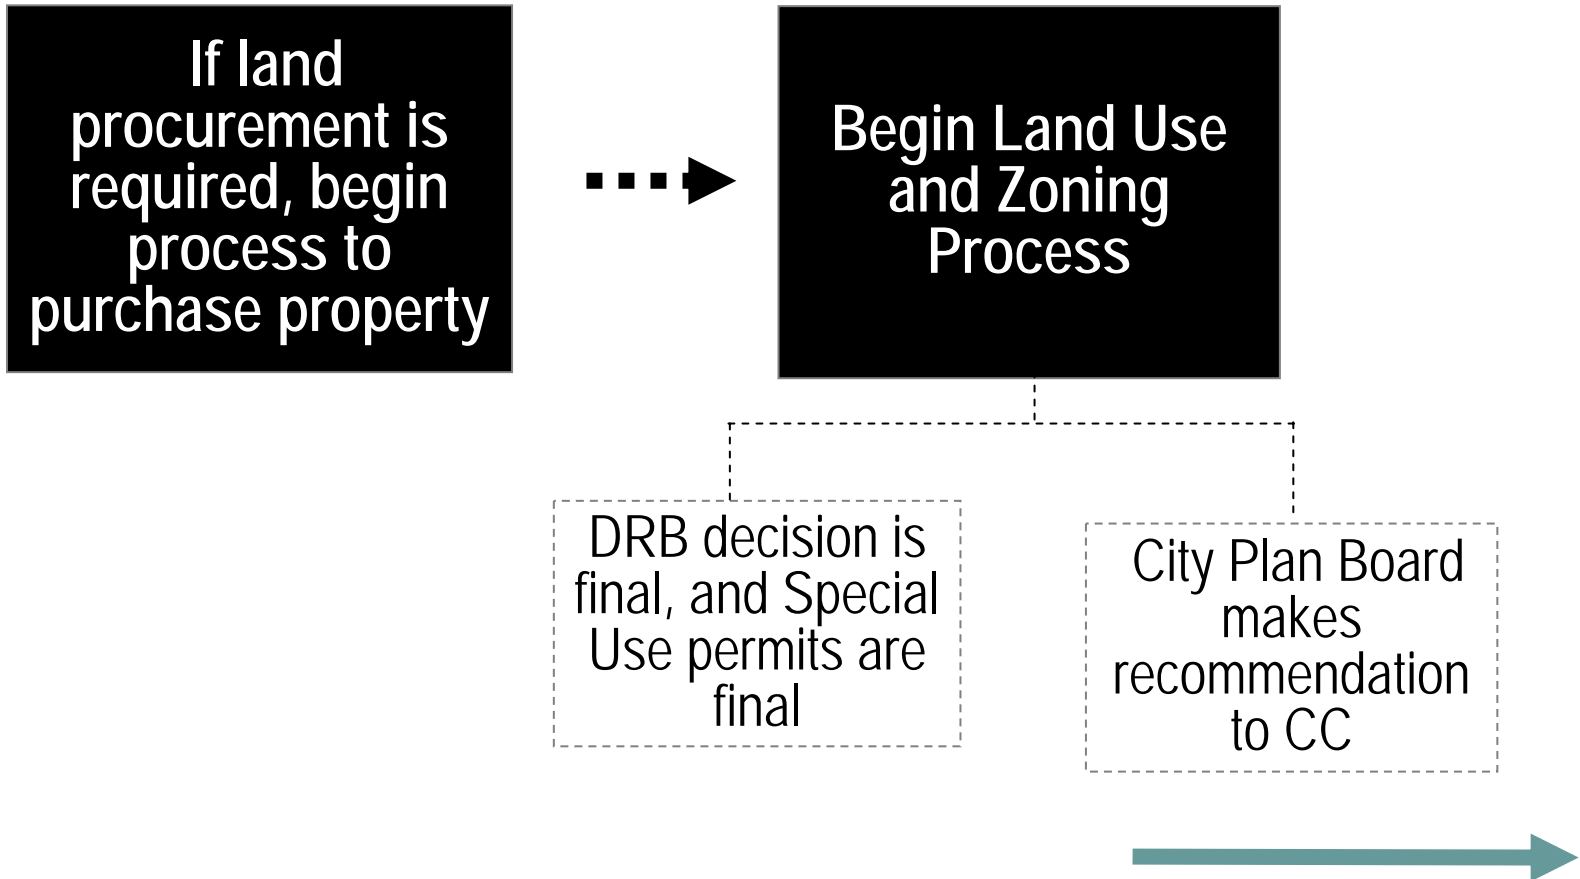 If land
procurement is
required, begin
process to
purchase property
Begin Land Use
and Zoning
Process
DRB decision is
final, and Special
Use permits are
final
City Plan Board
makes
recommendation
to CC